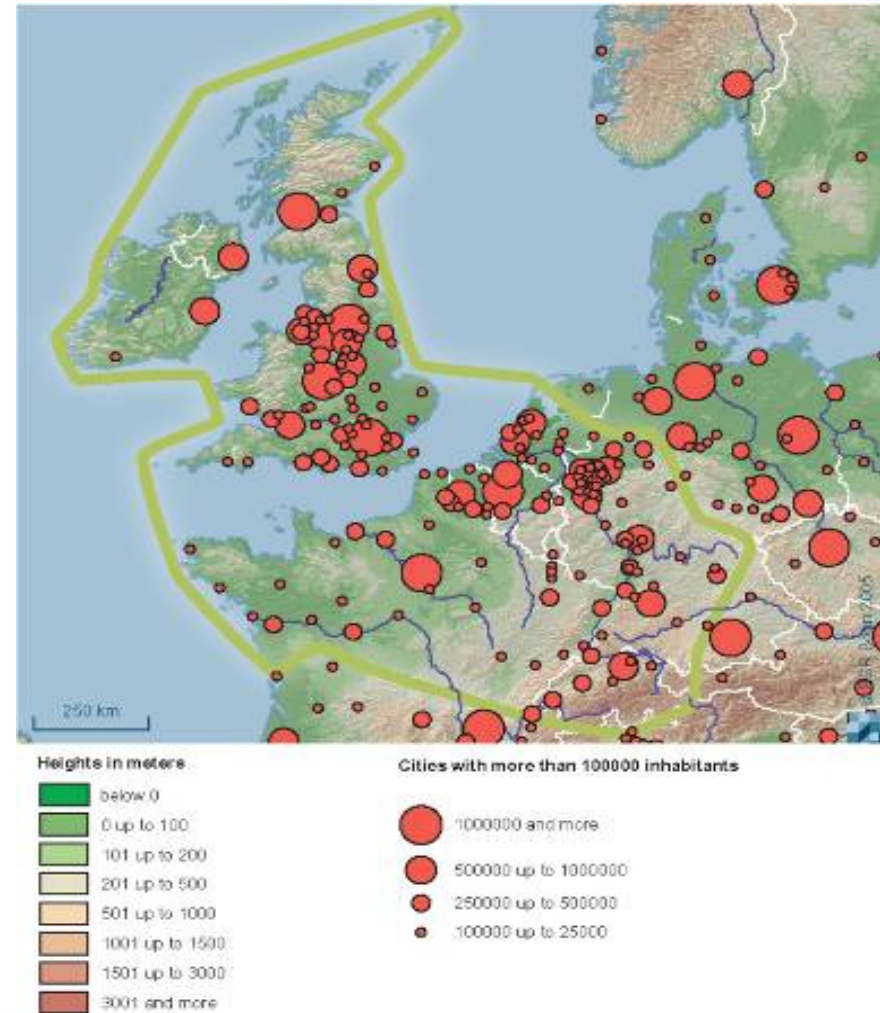 250 km
Heights in meters
below 0
0 up to 100
101 up to 200
201 up to 500
501 up to 1000
1001 up to 1500
1501 up to 3000
3001 and more
Cities with more than 100000 inhabitants
1000000 and more
500000 up to 1000000
250000 up to 500000
100000 up to 25000
2005